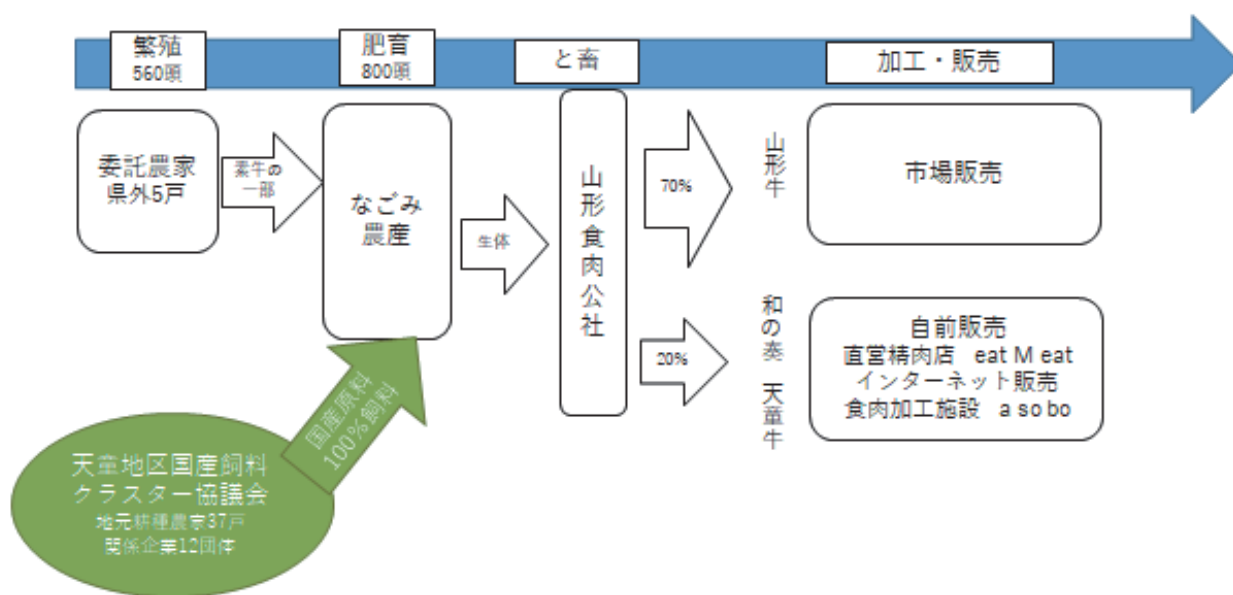 繁殖
560頭
肥育
800頭
と畜
加工・販売
委託農家
県外5戸
素牛の
一部
なごみ
農産
生体
山形食肉公社
70%
山形牛
市場販売
20%
和の奏 天童牛
自前販売
直営精肉店 eat M eat
インターネット販売
食肉加工施設 a so bo
国産原料
100%飼料
天童地区国産飼料
クラスター協議会
地元耕種農家37戸
関係企業12団体